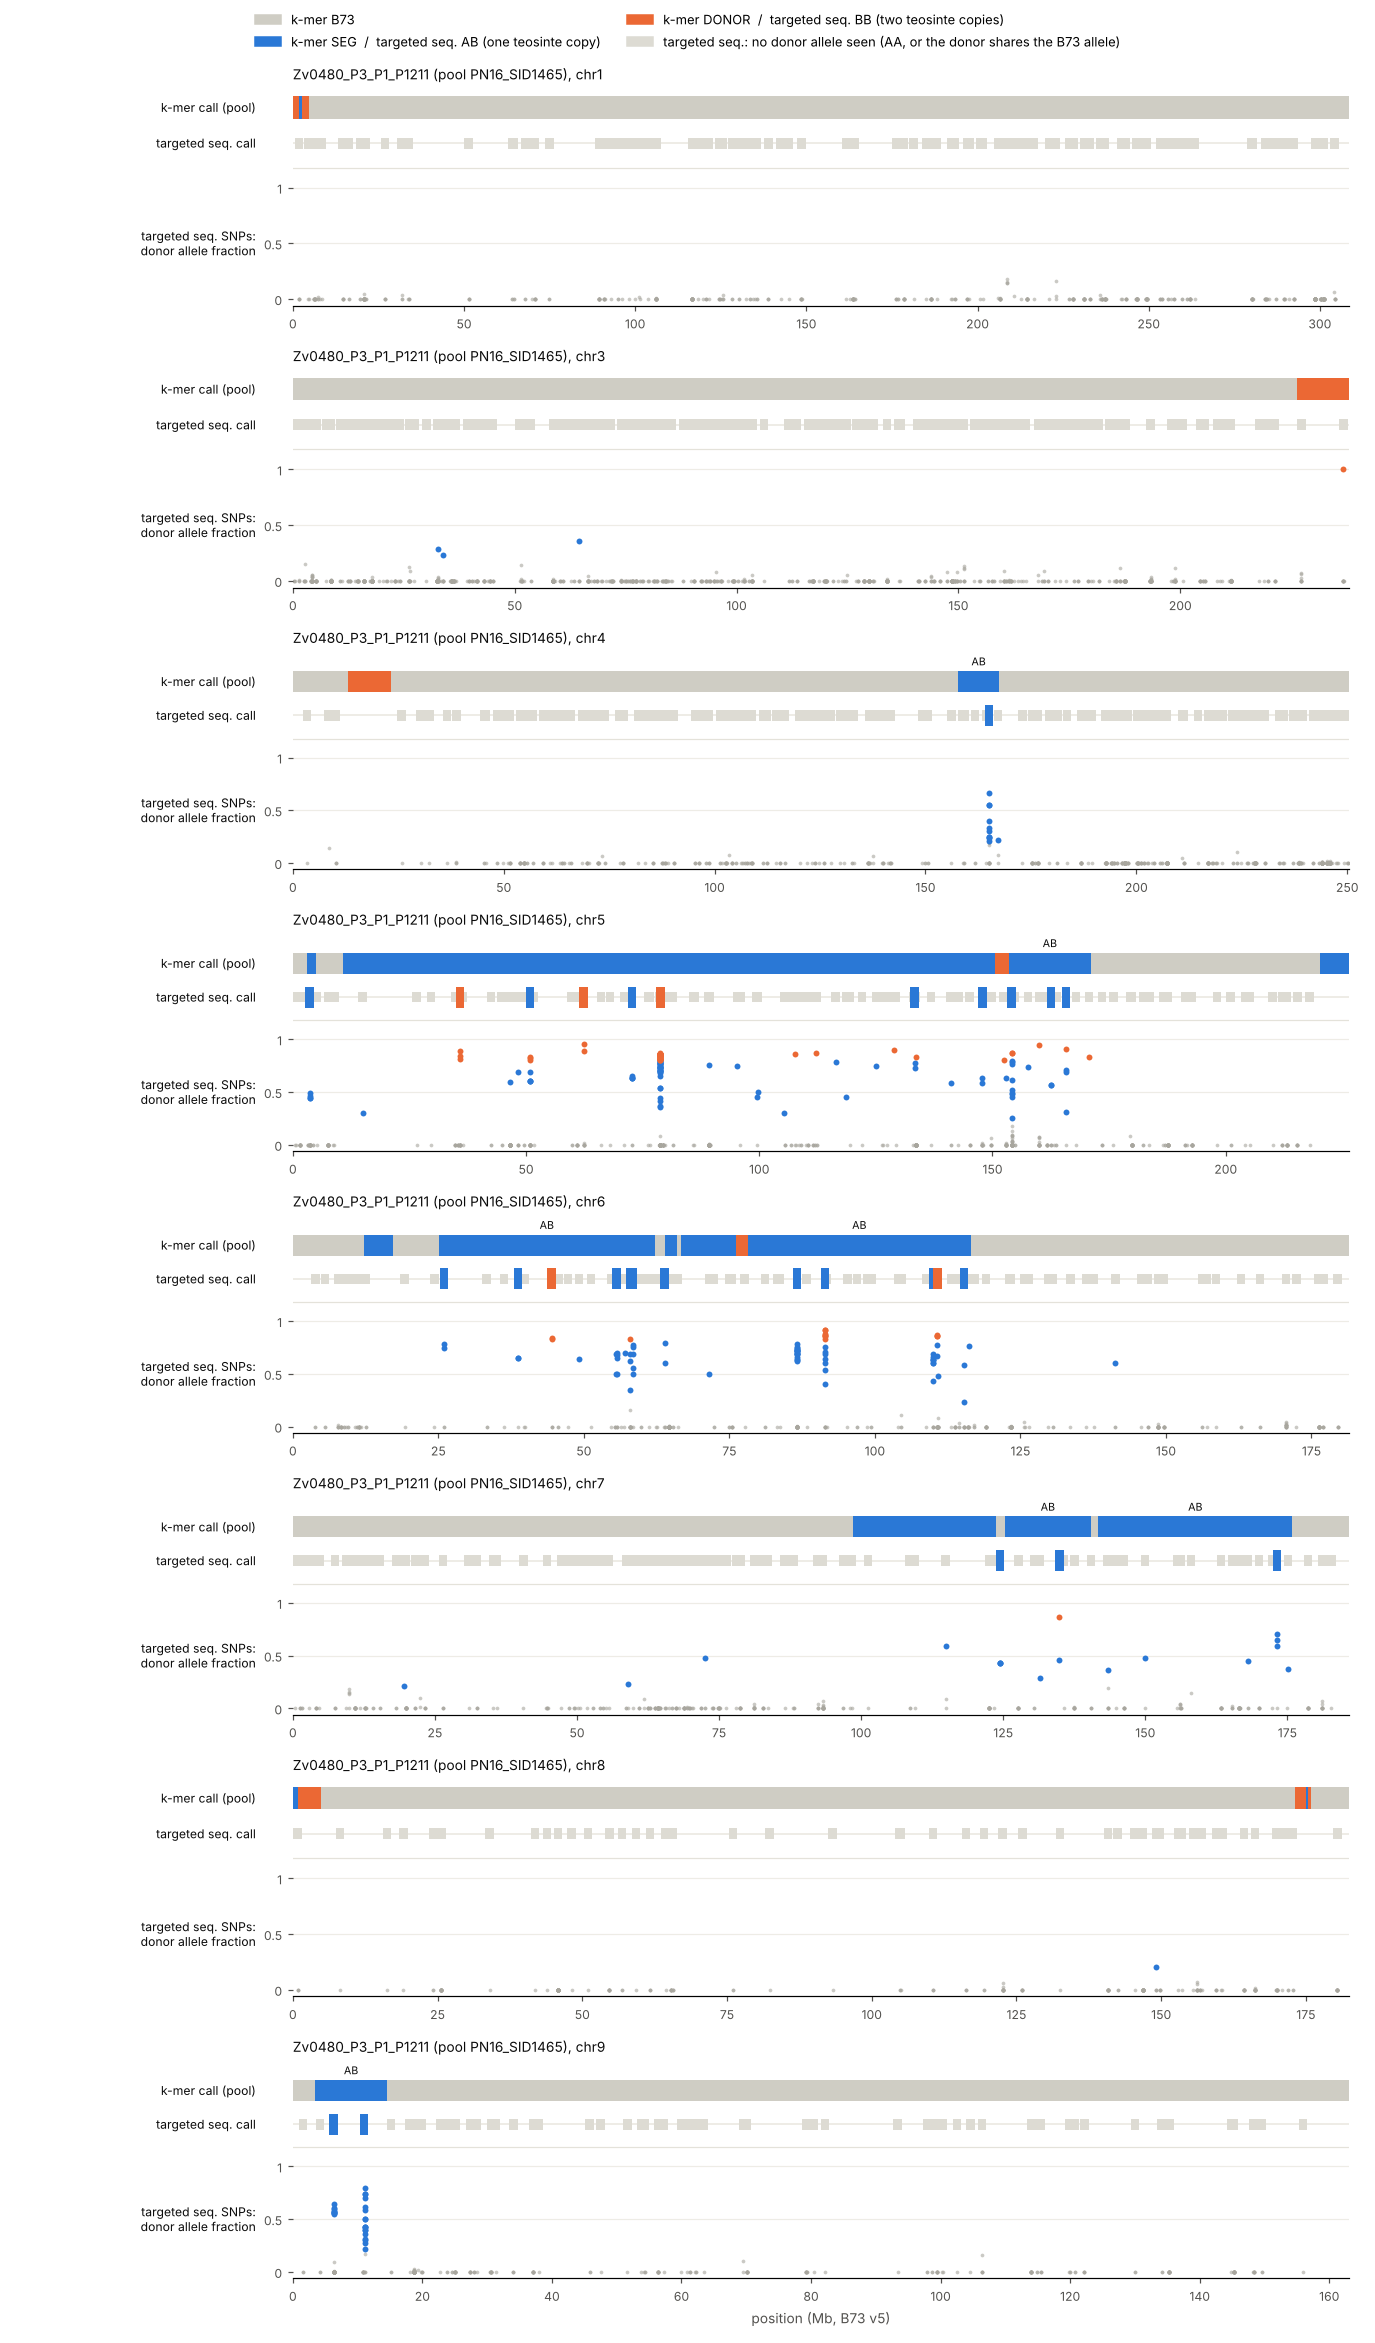 k-mer B73
k-mer DONOR / targeted seq. BB (two teosinte copies)
k-mer SEG / targeted seq. AB (one teosinte copy)
targeted seq.: no donor allele seen (AA, or the donor shares the B73 allele)
Zv0480_P3_P1_P1211 (pool PN16_SID1465), chr1
k-mer call (pool)
targeted seq. call
1
targeted seq. SNPs:
donor allele fraction
0.5
0
0 50 100 150 200 250 300
Zv0480_P3_P1_P1211 (pool PN16_SID1465), chr3
k-mer call (pool)
targeted seq. call
1
targeted seq. SNPs:
donor allele fraction
0.5
0
0 50 100 150 200
Zv0480_P3_P1_P1211 (pool PN16_SID1465), chr4
AB
k-mer call (pool)
targeted seq. call
1
targeted seq. SNPs:
donor allele fraction
0.5
0
0 50 100 150 200 250
Zv0480_P3_P1_P1211 (pool PN16_SID1465), chr5
AB
k-mer call (pool)
targeted seq. call
1
targeted seq. SNPs:
donor allele fraction
0.5
0
0 50 100 150 200
Zv0480_P3_P1_P1211 (pool PN16_SID1465), chr6
AB AB
k-mer call (pool)
targeted seq. call
1
targeted seq. SNPs:
donor allele fraction
0.5
0
0 25 50 75 100 125 150 175
Zv0480_P3_P1_P1211 (pool PN16_SID1465), chr7
AB AB
k-mer call (pool)
targeted seq. call
1
targeted seq. SNPs:
donor allele fraction
0.5
0
0 25 50 75 100 125 150 175
Zv0480_P3_P1_P1211 (pool PN16_SID1465), chr8
k-mer call (pool)
targeted seq. call
1
targeted seq. SNPs:
donor allele fraction
0.5
0
0 25 50 75 100 125 150 175
Zv0480_P3_P1_P1211 (pool PN16_SID1465), chr9
AB
k-mer call (pool)
targeted seq. call
1
targeted seq. SNPs:
donor allele fraction
0.5
0
0 20 40 60 80 100 120 140 160
position (Mb, B73 v5)